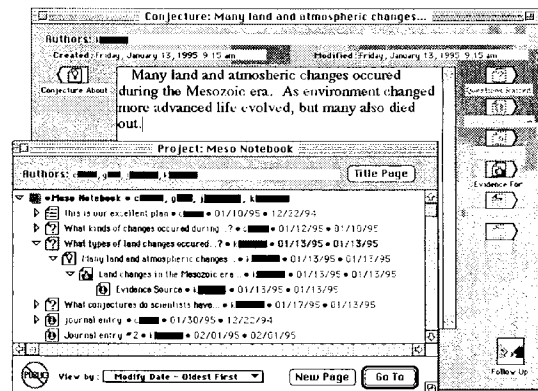 Conjecture: Many land and atmospheric changes...
Authors:
Created: Friday, January 13, 1995 9:15 am
Modified: Friday, January 13, 1995 9:15 am
Conjecture About
Many land and atmosheric changes occured
during the Mesozoic era. As environment changed
more advanced life evolved, but many also died
out.
Questions Raised
Evidence For
Follow Up
Project: Meso Notebook
Authors: c , g , j , k
Title Page
Meso Notebook • c , g , j , k
this is our excellent plan • c • 01/10/95 • 12/22/94
What kinds of changes occured during ..? • k • 01/12/95 • 01/10/95
What types of land changes occured..? • k • 01/13/95 • 01/13/95
Many land and atmospheric changes... • k • 01/13/95 • 01/13/95
Land changes in the Mesozoic era ... • k • 01/13/95 • 01/13/95
Evidence Source • k • 01/13/95 • 01/13/95
What conjectures do scientists have... • k • 01/17/95 • 01/13/95
journal entry • c • 01/30/95 • 12/22/94
Journal entry #2 • k • 02/01/95 • 02/01/95
PUBLIC
View by : Modify Date - Oldest First
New Page
Go To